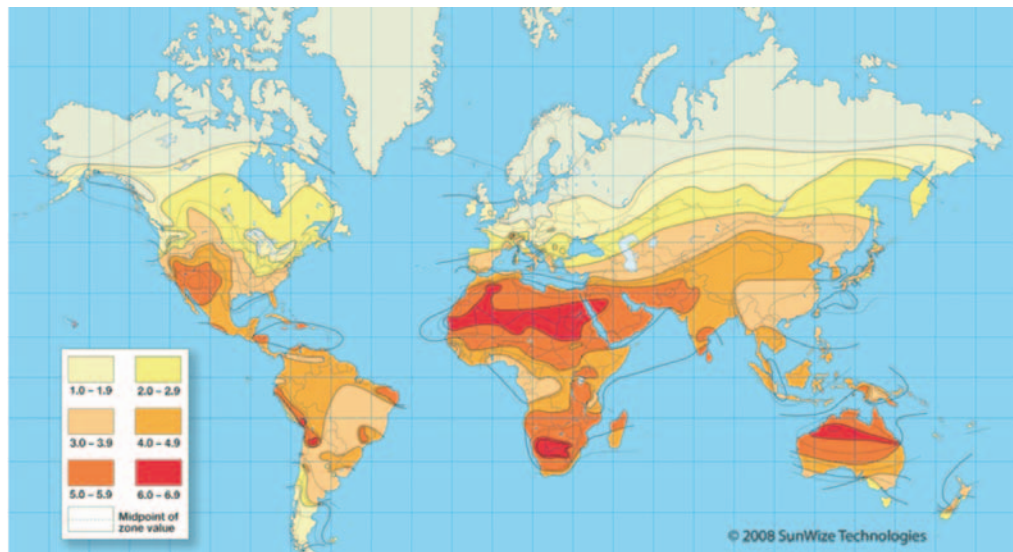 1.0 – 1.9 2.0 – 2.9
3.0 – 3.9 4.0 – 4.9
5.0 – 5.9 6.0 – 6.9
Midpoint of
zone value
© 2008 SunWize Technologies